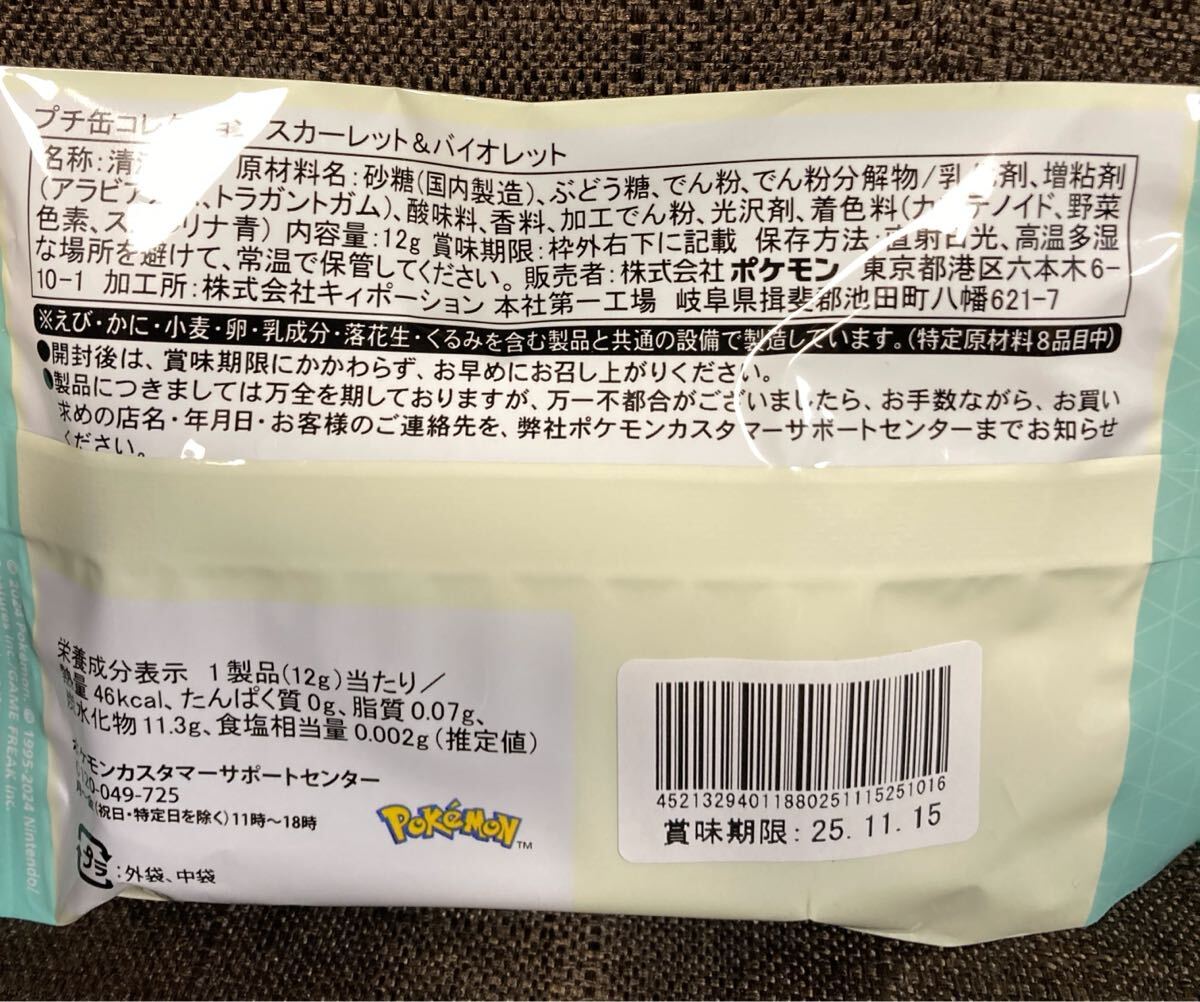 プチ缶コレ スカーレット&バイオレット
名称:清 原材料名:砂糖(国内製造)、ぶどう糖、でん粉、でん粉分解物/乳 剤、増粘剤
(アラビア 、トラガントガム)、酸味料、香料、加工でん粉、光沢剤、着色料(カ テノイド、野菜
色素、ス リナ青) 内容量:12g 賞味期限:枠外右下に記載 保存方法:直射日光、高温多湿
な場所を避けて、常温で保管してください。 販売者:株式会社ポケモン 東京都港区六本木6-
10-1 加工所:株式会社キィポーション 本社第一工場 岐阜県揖斐郡池田町八幡621-7
※えび・かに・小麦・卵・乳成分・落花生・くるみを含む製品と共通の設備で製造しています。(特定原材料8品目中)
●開封後は、賞味期限にかかわらず、お早めにお召し上がりください。
●製品につきましては万全を期しておりますが、万一不都合がございましたら、お手数ながら、お買い
求めの店名・年月日・お客様のご連絡先を、弊社ポケモンカスタマーサポートセンターまでお知らせ
ください。
栄養成分表示 1製品(12g)当たり/
熱量 46kcal、たんぱく質 0g、脂質 0.07g、
炭水化物 11.3g、食塩相当量 0.002g(推定値)
ポケモンカスタマーサポートセンター
120-049-725
月~金(祝日・特定日を除く)11時~18時
POKÉMON™
プラ :外袋、中袋
45213294011880251115251016
賞味期限: 25.11.15
© 2024 Pokémon. © 1995-2024 Nintendo/
Creatures Inc./GAME FREAK inc.